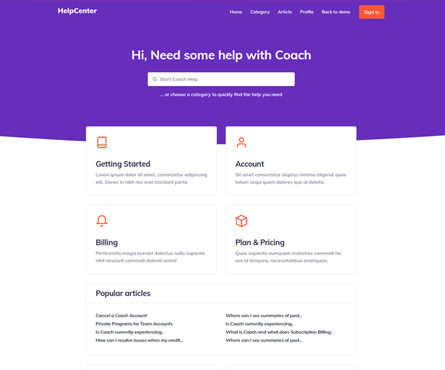 HelpCenter
Home Category Article Profile Back to demo Sign in
Hi, Need some help with Coach
Start Coach Help
... or choose a category to quickly find the help you need
Getting Started
Lorem ipsum dolor sit amet, consectetur adipiscing
elit. Donec in nibh nec erat tincidunt porta.
Account
Sit amet consectetur aluptas minima eligendi quae
totam sequi quam dolores quo ut debitis.
Billing
Perferendis magni eveniet delectus nulla sapiente
nihil nesciunt commodi deleniti animi!
Plan & Pricing
Quae sapiente numquam molestias commodi hic
eos id tempora, necessitatibus ametquasi.
Popular articles
Cancel a Coach Account
Private Programs for Team Accounts
Is Coach currently experiencing..
How can I resolve issues when my credit,..
Where can I see summaries of past..
Is Coach currently experiencing..
What is Coach and what does Subscription Billing..
Where can I see summaries of past..